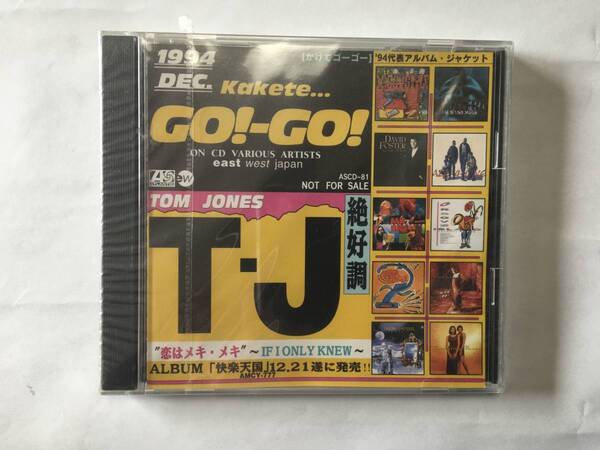 1994
DEC.
[かけてゴーゴー]
'94代表アルバム・ジャケット
Kakete...
GO!-GO!
ON CD VARIOUS ARTISTS
east west japan
ASCD-81
NOT FOR SALE
ATLANTIC
ew
DAVID
FOSTER
TOM JONES
T-J
絶好調
2
"恋はメキ・メキ" ~IF I ONLY KNEW~
ALBUM「快楽天国」12.21遂に発売!!
AMCY-777